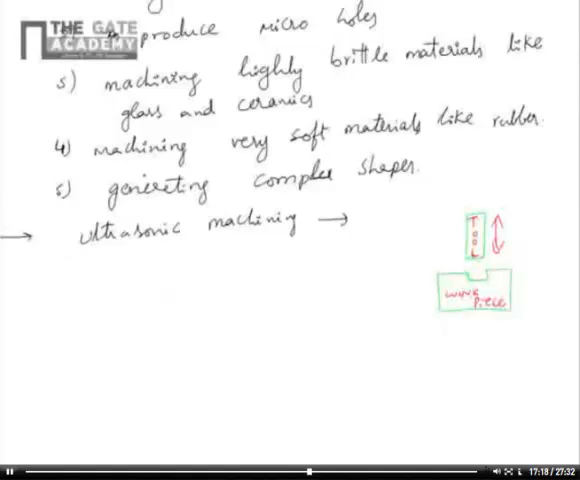 THE GATE
ACADEMY
produce micro holes
3) machining highly brittle materials like
glass and ceramics
4) machining very soft materials like rubber.
5) generating complex shapes.
→ ultrasonic machining →
TOOL
WORK
PIECE
17:18 / 27:32